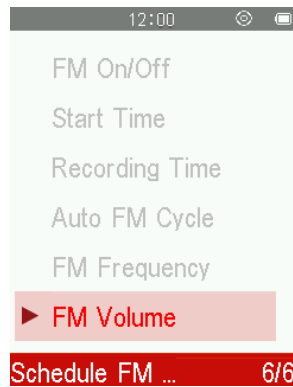 12:00
FM On/Off
Start Time
Recording Time
Auto FM Cycle
FM Frequency
FM Volume
Schedule FM ... 6/6